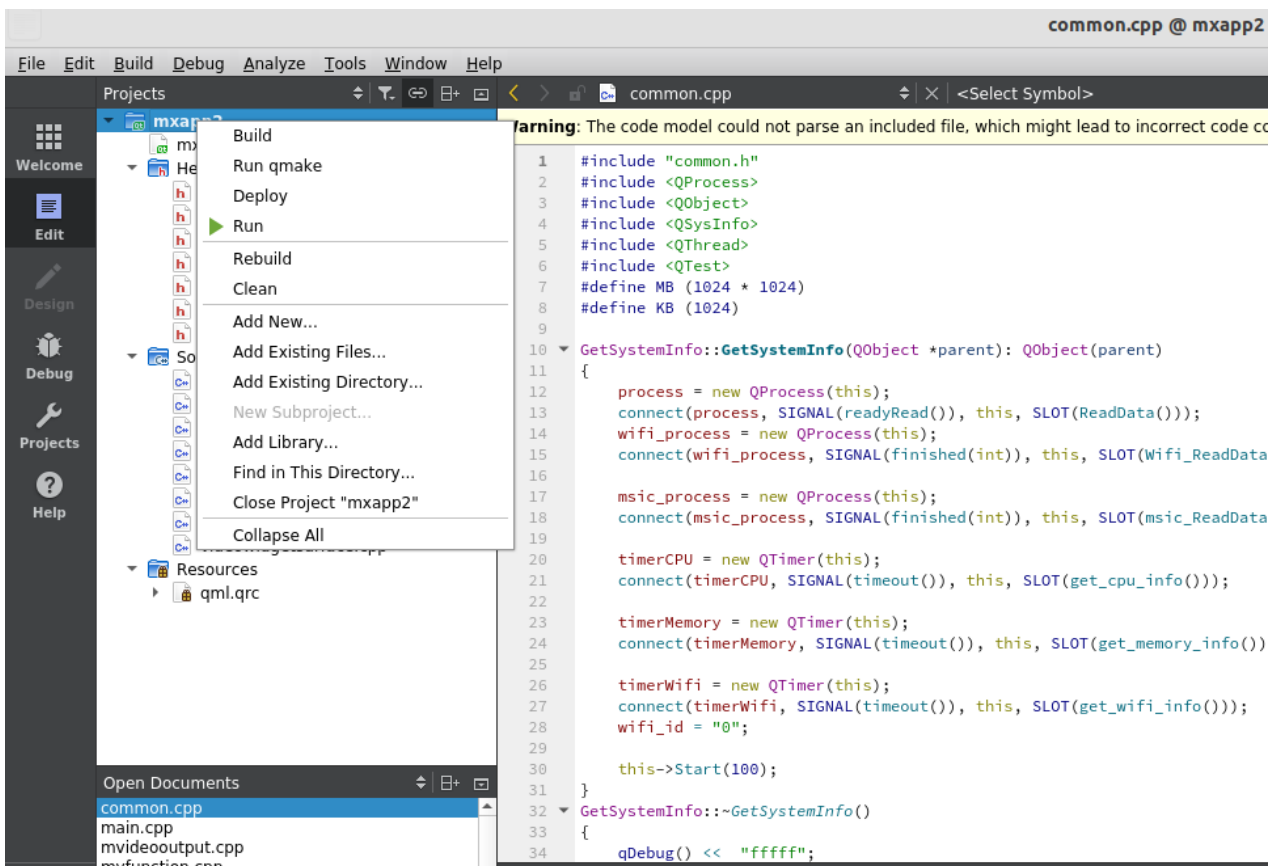 common.cpp @ mxapp2
File Edit Build Debug Analyze Tools Window Help
Projects
common.cpp
<Select Symbol>
Welcome
Edit
Design
Debug
Projects
Help
mxapp2
Build
Run qmake
Deploy
Run
Rebuild
Clean
Add New...
Add Existing Files...
Add Existing Directory...
New Subproject...
Add Library...
Find in This Directory...
Close Project "mxapp2"
Collapse All
Resources
qml.qrc
Open Documents
common.cpp
main.cpp
mvideooutput.cpp
myfunction.cpp
Warning: The code model could not parse an included file, which might lead to incorrect code co
1 #include "common.h"
2 #include <QProcess>
3 #include <QObject>
4 #include <QSysInfo>
5 #include <QThread>
6 #include <QTest>
7 #define MB (1024 * 1024)
8 #define KB (1024)
9
10 GetSystemInfo::GetSystemInfo(QObject *parent): QObject(parent)
11 {
12 process = new QProcess(this);
13 connect(process, SIGNAL(readyRead()), this, SLOT(ReadData()));
14 wifi_process = new QProcess(this);
15 connect(wifi_process, SIGNAL(finished(int)), this, SLOT(Wifi_ReadData
16
17 msic_process = new QProcess(this);
18 connect(msic_process, SIGNAL(finished(int)), this, SLOT(msic_ReadData
19
20 timerCPU = new QTimer(this);
21 connect(timerCPU, SIGNAL(timeout()), this, SLOT(get_cpu_info()));
22
23 timerMemory = new QTimer(this);
24 connect(timerMemory, SIGNAL(timeout()), this, SLOT(get_memory_info())
25
26 timerWifi = new QTimer(this);
27 connect(timerWifi, SIGNAL(timeout()), this, SLOT(get_wifi_info()));
28 wifi_id = "0";
29
30 this->Start(100);
31 }
32 GetSystemInfo::~GetSystemInfo()
33 {
34 qDebug() << "fffff";